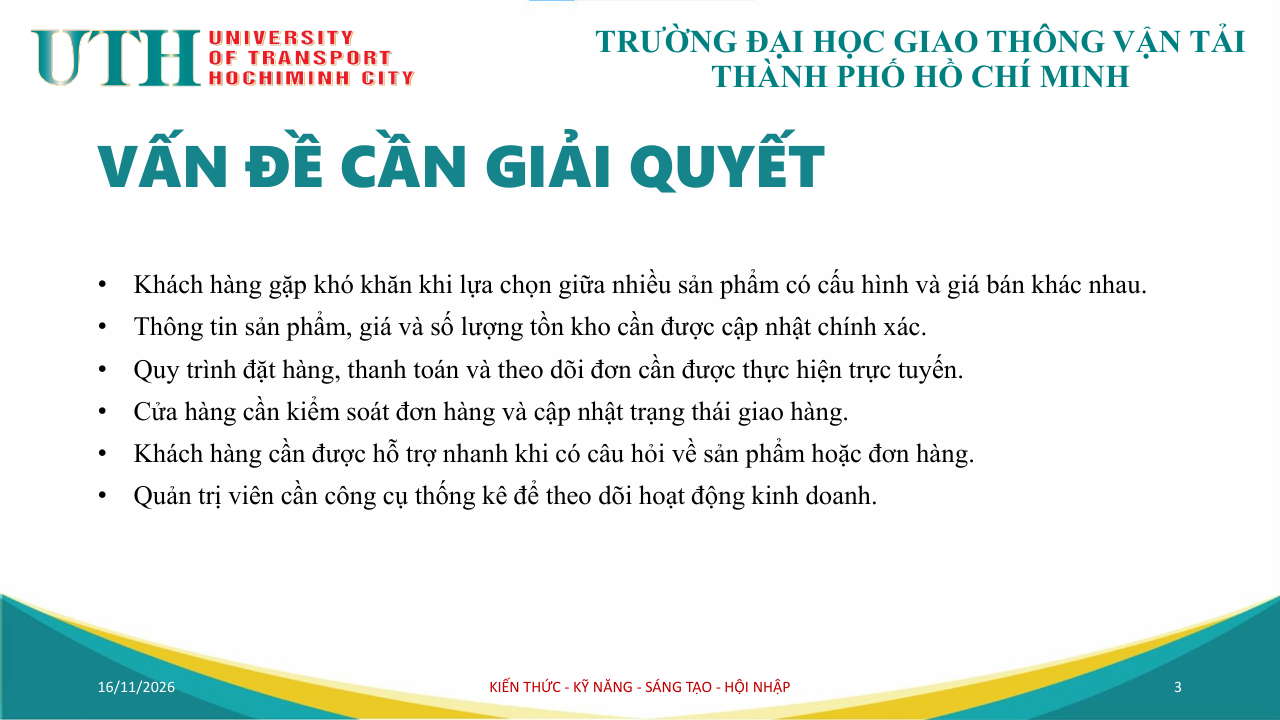 UTH UNIVERSITY
OF TRANSPORT
HOCHIMINH CITY
TRƯỜNG ĐẠI HỌC GIAO THÔNG VẬN TẢI
THÀNH PHỐ HỒ CHÍ MINH
VẤN ĐỀ CẦN GIẢI QUYẾT
• Khách hàng gặp khó khăn khi lựa chọn giữa nhiều sản phẩm có cấu hình và giá bán khác nhau.
• Thông tin sản phẩm, giá và số lượng tồn kho cần được cập nhật chính xác.
• Quy trình đặt hàng, thanh toán và theo dõi đơn cần được thực hiện trực tuyến.
• Cửa hàng cần kiểm soát đơn hàng và cập nhật trạng thái giao hàng.
• Khách hàng cần được hỗ trợ nhanh khi có câu hỏi về sản phẩm hoặc đơn hàng.
• Quản trị viên cần công cụ thống kê để theo dõi hoạt động kinh doanh.
16/11/2026
KIẾN THỨC - KỸ NĂNG - SÁNG TẠO - HỘI NHẬP
3